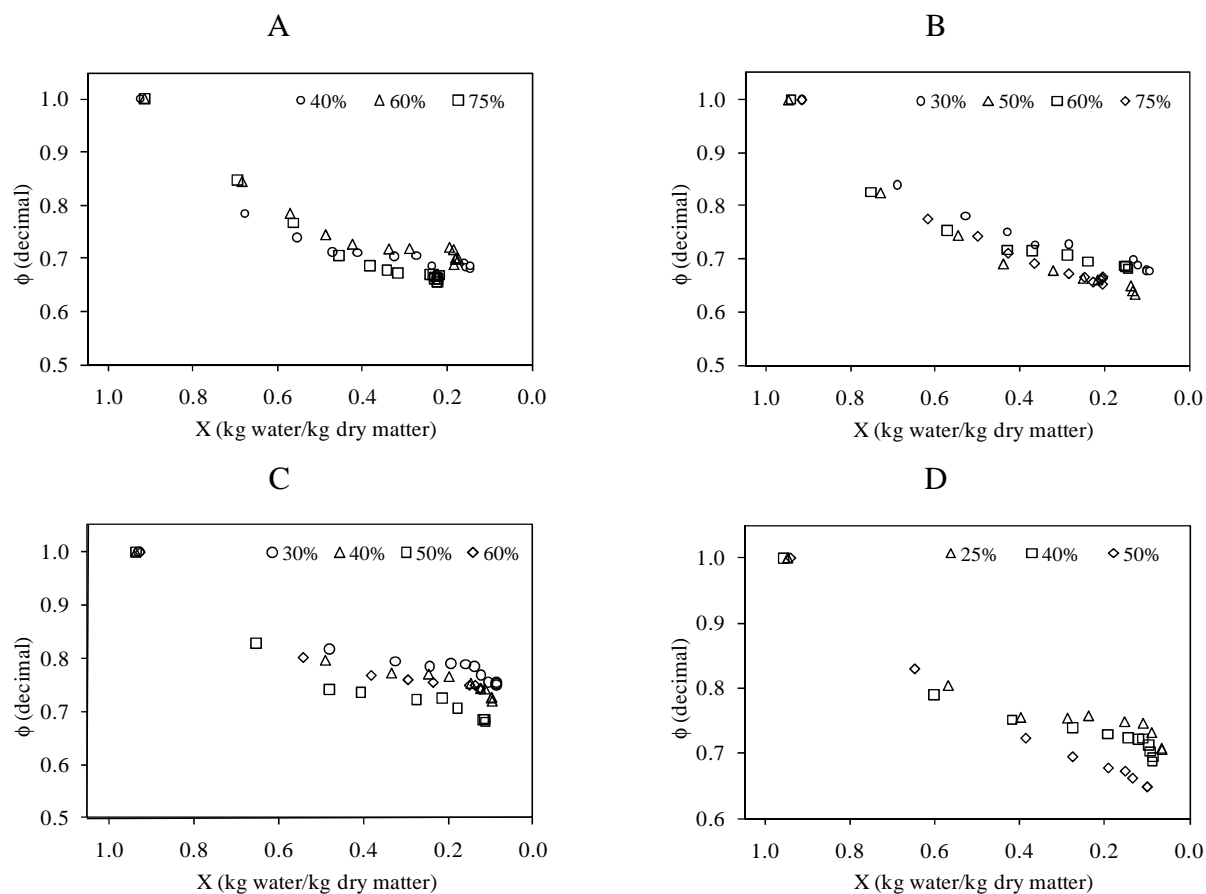 A
40% 60% 75%
1.0
0.9
0.8
0.7
0.6
0.5
ϕ (decimal)
1.0 0.8 0.6 0.4 0.2 0.0
X (kg water/kg dry matter)
B
30% 50% 60% 75%
1.0
0.9
0.8
0.7
0.6
0.5
ϕ (decimal)
1.0 0.8 0.6 0.4 0.2 0.0
X (kg water/kg dry matter)
C
30% 40% 50% 60%
1.0
0.9
0.8
0.7
0.6
0.5
ϕ (decimal)
1.0 0.8 0.6 0.4 0.2 0.0
X (kg water/kg dry matter)
D
25% 40% 50%
1.0
0.9
0.8
0.7
0.6
ϕ (decimal)
1.0 0.8 0.6 0.4 0.2 0.0
X (kg water/kg dry matter)